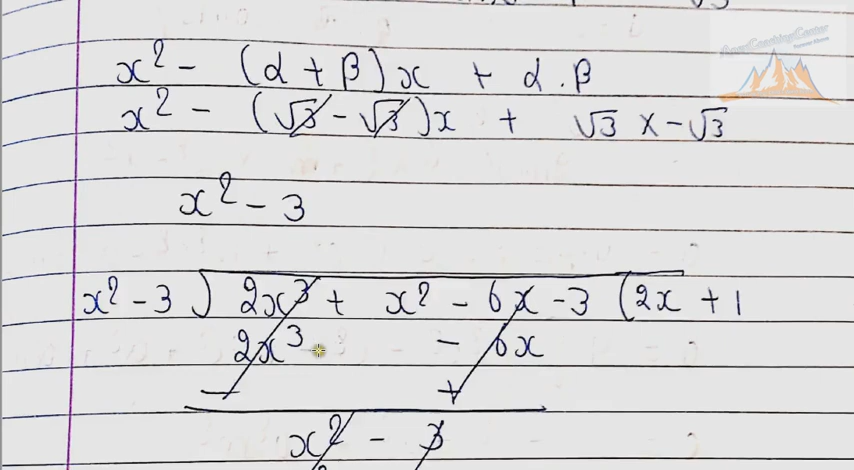 √3
x² - (α + β)x + α . β
x² - (√3 - √3)x + √3 x - √3
x² - 3
x² - 3 ) 2x³ + x² - 6x - 3 ( 2x + 1
2x³ - 6x
- +
x² - 3